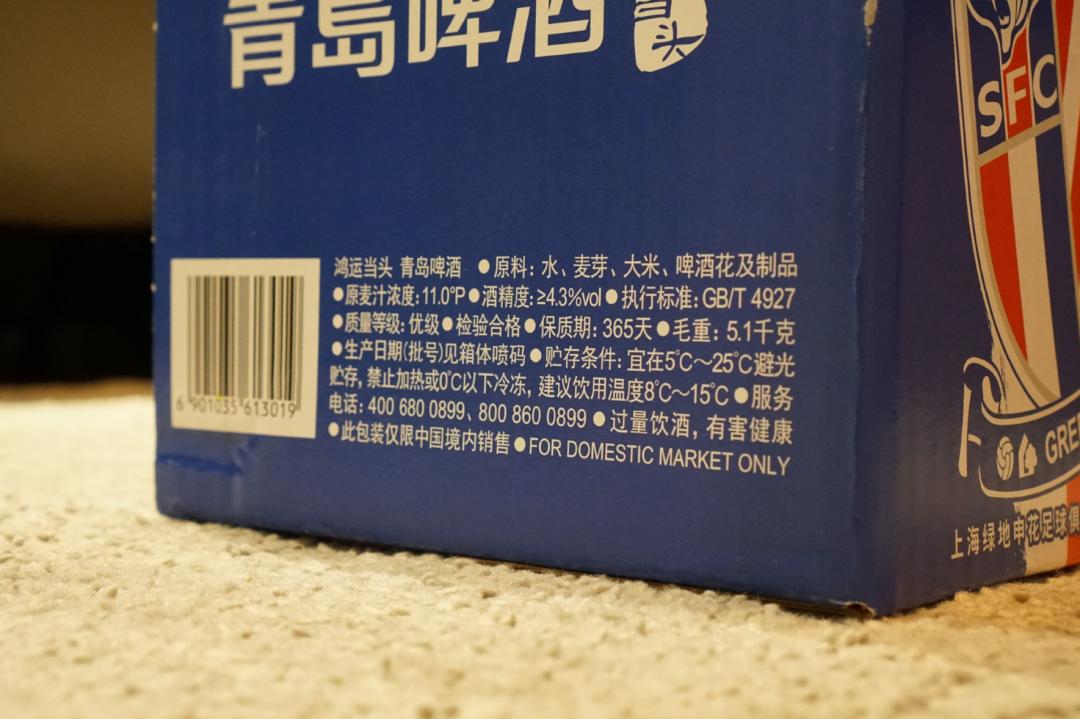 青岛啤酒
头
SFC
鸿运当头 青岛啤酒 ●原料: 水、麦芽、大米、啤酒花及制品
●原麦汁浓度: 11.0°P●酒精度: ≥4.3%vol●执行标准: GB/T 4927
●质量等级: 优级●检验合格●保质期: 365天●毛重: 5.1千克
●生产日期(批号)见箱体喷码●贮存条件: 宜在5℃~25℃避光
贮存, 禁止加热或0℃以下冷冻, 建议饮用温度8℃~15℃●服务
电话: 400 680 0899、800 860 0899●过量饮酒, 有害健康
●此包装仅限中国境内销售●FOR DOMESTIC MARKET ONLY
6 901035 613019
GRE
上海绿地申花足球俱